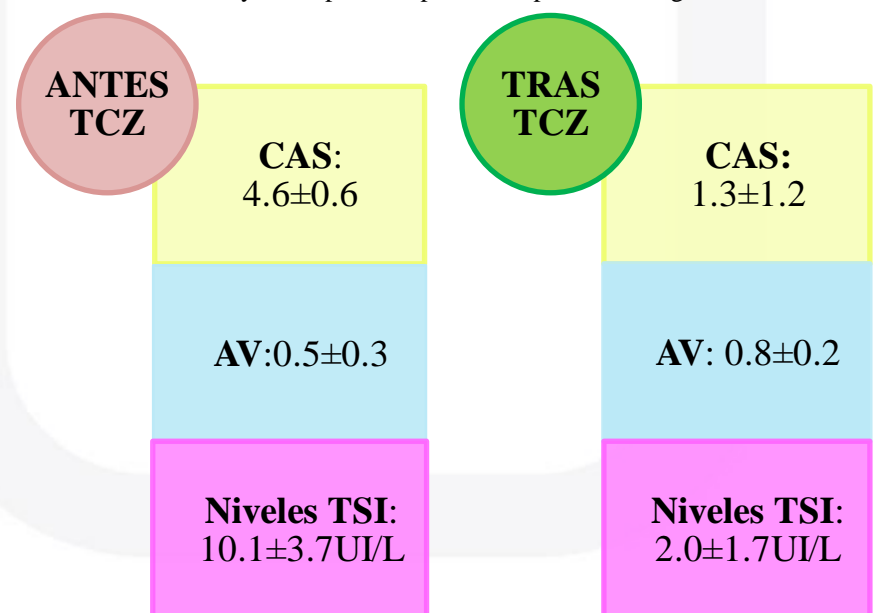 ANTES
TCZ
CAS:
4.6±0.6
AV:0.5±0.3
Niveles TSI:
10.1±3.7UI/L
TRAS
TCZ
CAS:
1.3±1.2
AV: 0.8±0.2
Niveles TSI:
2.0±1.7UI/L